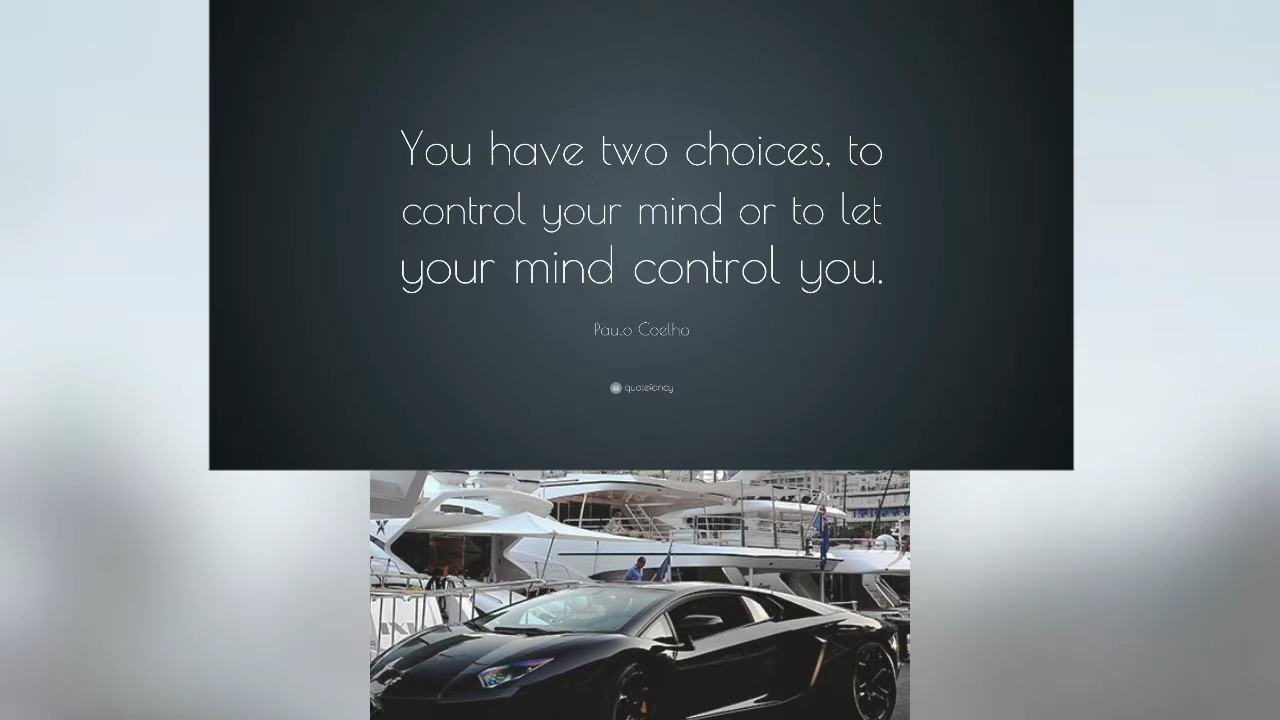 You have two choices, to
control your mind or to let
your mind control you.
Paulo Coelho
quotefancy